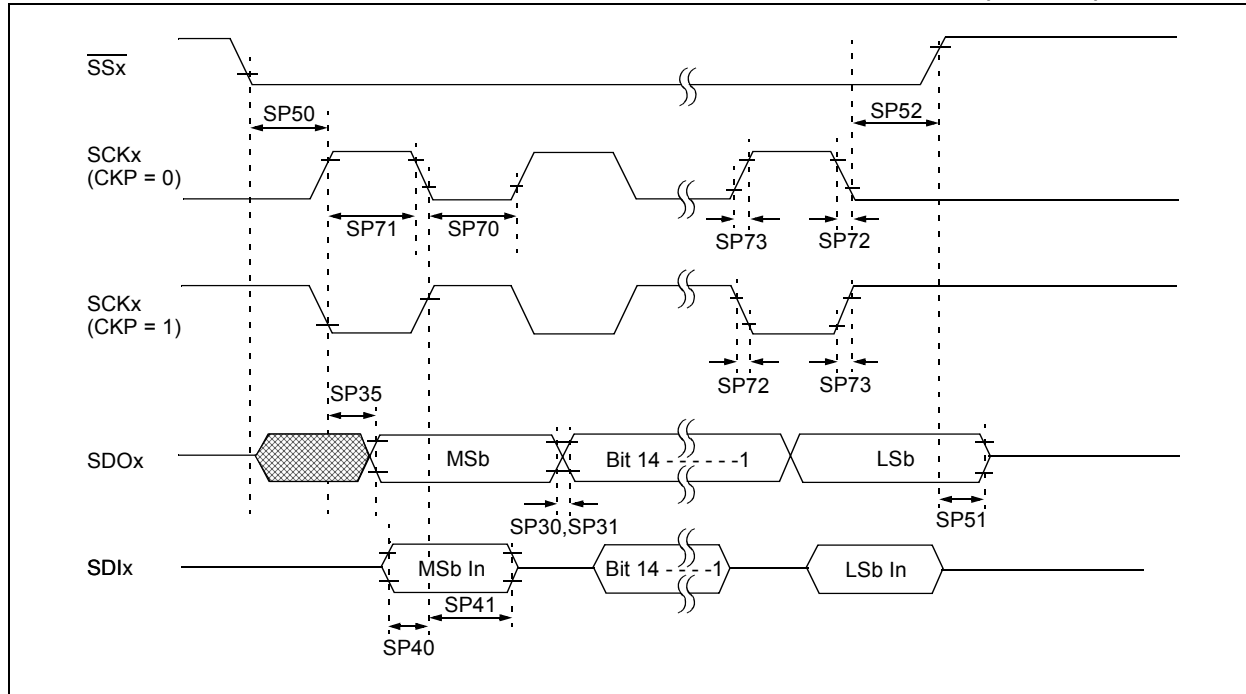 SSx
SP50
SP52
SCKx
(CKP = 0)
SP71
SP70
SP73
SP72
SCKx
(CKP = 1)
SP72
SP73
SP35
SDOx
MSb
Bit 14 - - - - - -1
LSb
SP30,SP31
SP51
SDIx
MSb In
Bit 14 - - - -1
LSb In
SP41
SP40